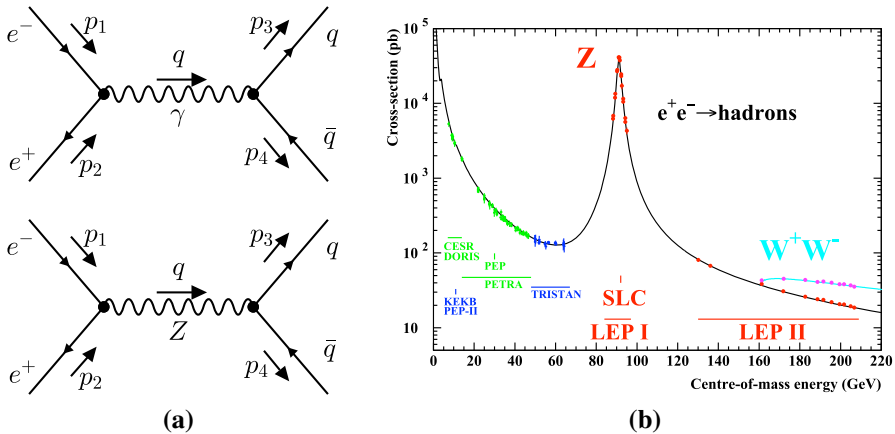 e⁻
p₁
q
p₃
q
γ
e⁺
p₂
p₄
q̄
e⁻
p₁
q
p₃
q
Z
e⁺
p₂
p₄
q̄
(a)
Cross-section (pb)
10⁵
10⁴
10³
10²
10
Z
e⁺e⁻→hadrons
CESR
DORIS
PEP
PETRA
KEKB
PEP-II
TRISTAN
SLC
LEP I
W⁺W⁻
LEP II
0 20 40 60 80 100 120 140 160 180 200 220
Centre-of-mass energy (GeV)
(b)